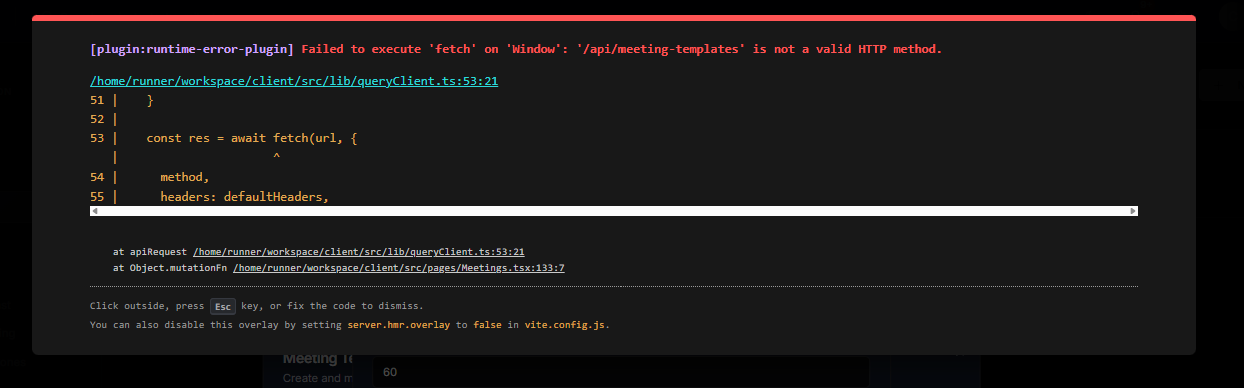 [plugin:runtime-error-plugin] Failed to execute 'fetch' on 'Window': '/api/meeting-templates' is not a valid HTTP method.
/home/runner/workspace/client/src/lib/queryClient.ts:53:21
51 |    }
52 |
53 |    const res = await fetch(url, {
   |                      ^
54 |      method,
55 |      headers: defaultHeaders,
at apiRequest /home/runner/workspace/client/src/lib/queryClient.ts:53:21
at Object.mutationFn /home/runner/workspace/client/src/pages/Meetings.tsx:133:7
Click outside, press Esc key, or fix the code to dismiss.
You can also disable this overlay by setting server.hmr.overlay to false in vite.config.js.
Meeting Te
Create and m
60